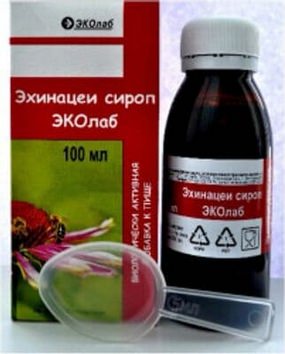 ЭКОлаб
Эхинацеи сироп
ЭКОлаб
100 мл
БИОЛОГИЧЕСКИ АКТИВНАЯ
ДОБАВКА К ПИЩЕ
Эхинацеи сироп
ЭКОлаб
5 МЛ